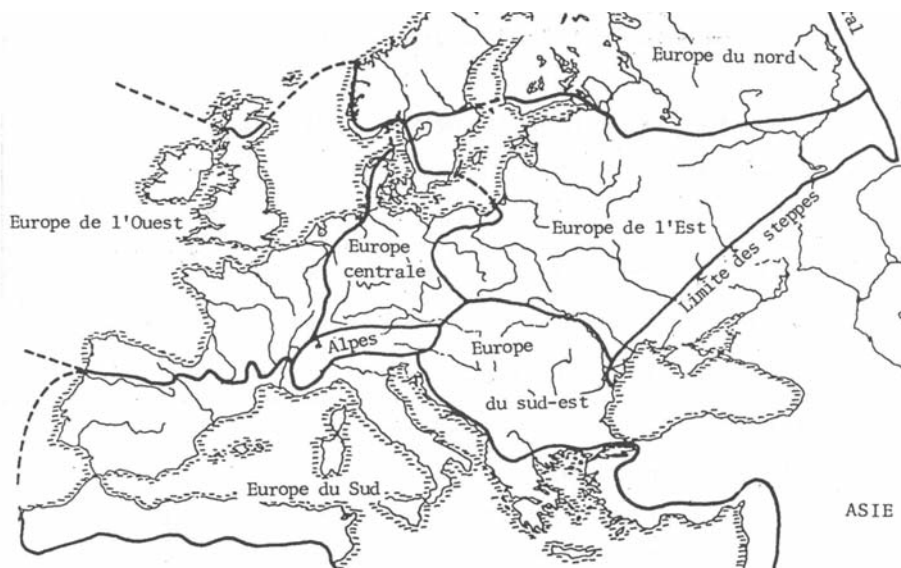 Europe du nord
Europe de l'Ouest
Europe de l'Est
Europe
centrale
Limite des steppes
Alpes
Europe
du sud-est
Europe du Sud
ASIE